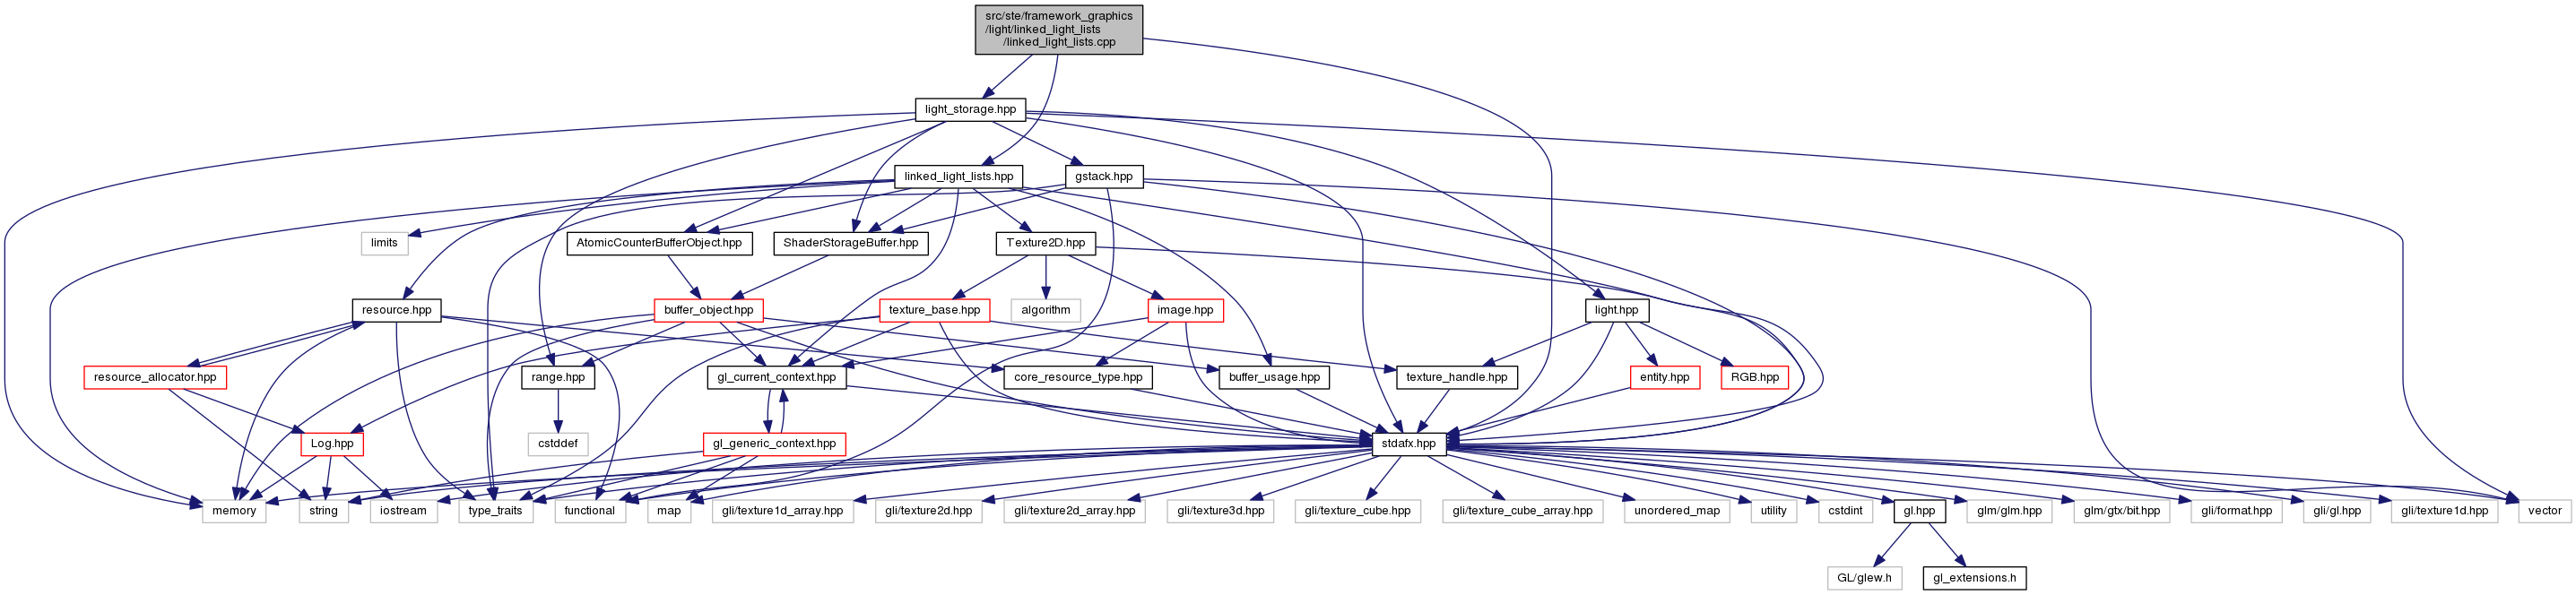 src/ste/framework_graphics
/light/linked_light_lists
/linked_light_lists.cpp
light_storage.hpp
linked_light_lists.hpp
gstack.hpp
limits
AtomicCounterBufferObject.hpp
ShaderStorageBuffer.hpp
Texture2D.hpp
resource.hpp
buffer_object.hpp
texture_base.hpp
algorithm
image.hpp
light.hpp
resource_allocator.hpp
range.hpp
gl_current_context.hpp
core_resource_type.hpp
buffer_usage.hpp
texture_handle.hpp
entity.hpp
RGB.hpp
Log.hpp
cstddef
gl_generic_context.hpp
stdafx.hpp
memory
string
iostream
type_traits
functional
map
gli/texture1d_array.hpp
gli/texture2d.hpp
gli/texture2d_array.hpp
gli/texture3d.hpp
gli/texture_cube.hpp
gli/texture_cube_array.hpp
unordered_map
utility
cstdint
gl.hpp
glm/glm.hpp
glm/gtx/bit.hpp
gli/format.hpp
gli/gl.hpp
gli/texture1d.hpp
vector
GL/glew.h
gl_extensions.h